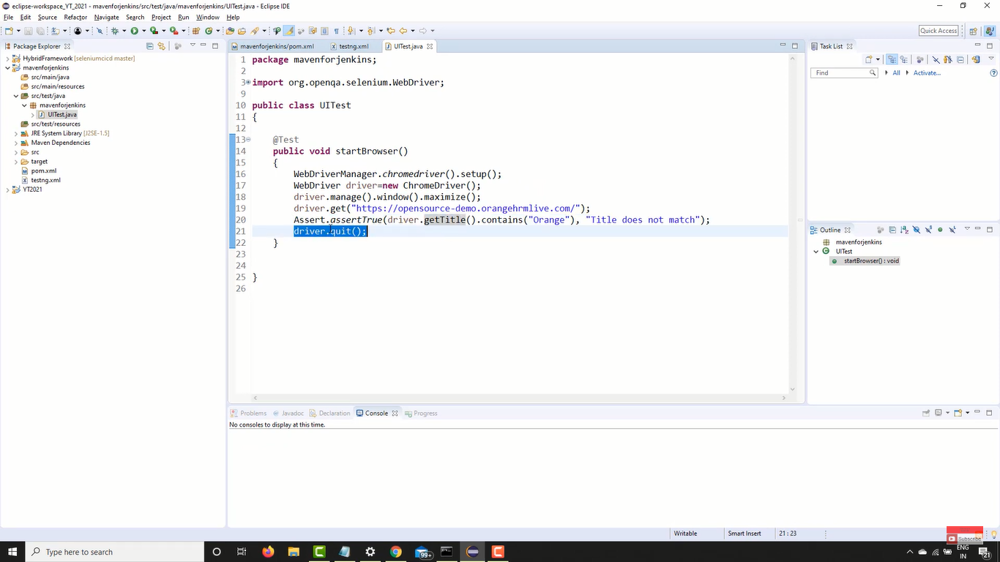 eclipse-workspace_YT_2021 - mavenforjenkins/src/test/java/mavenforjenkins/UITest.java - Eclipse IDE
File Edit Source Refactor Navigate Search Project Run Window Help
Quick Access
Package Explorer
HybridFramework [seleniumcicd master]
mavenforjenkins
src/main/java
src/main/resources
src/test/java
mavenforjenkins
UITest.java
src/test/resources
JRE System Library [J2SE-1.5]
Maven Dependencies
src
target
pom.xml
testng.xml
YT2021
mavenforjenkins/pom.xml testng.xml UITest.java
1 package mavenforjenkins;
2
3 import org.openqa.selenium.WebDriver;
9
10 public class UITest
11 {
12
13 @Test
14 public void startBrowser()
15 {
16 WebDriverManager.chromedriver().setup();
17 WebDriver driver=new ChromeDriver();
18 driver.manage().window().maximize();
19 driver.get("https://opensource-demo.orangehrmlive.com/");
20 Assert.assertTrue(driver.getTitle().contains("Orange"), "Title does not match");
21 driver.quit();
22 }
23
24
25 }
26
Task List
Find All Activate...
Outline
mavenforjenkins
UITest
startBrowser() : void
Problems Javadoc Declaration Console Progress
No consoles to display at this time.
Writable Smart Insert 21 : 23
Subscribe
Type here to search
99+
ENG
IN
21